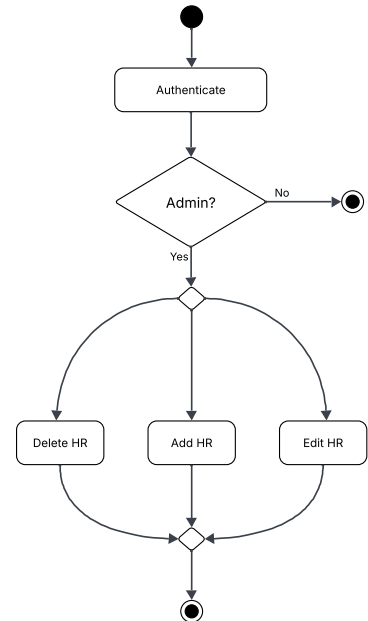 Authenticate
Admin?
No
Yes
Delete HR
Add HR
Edit HR